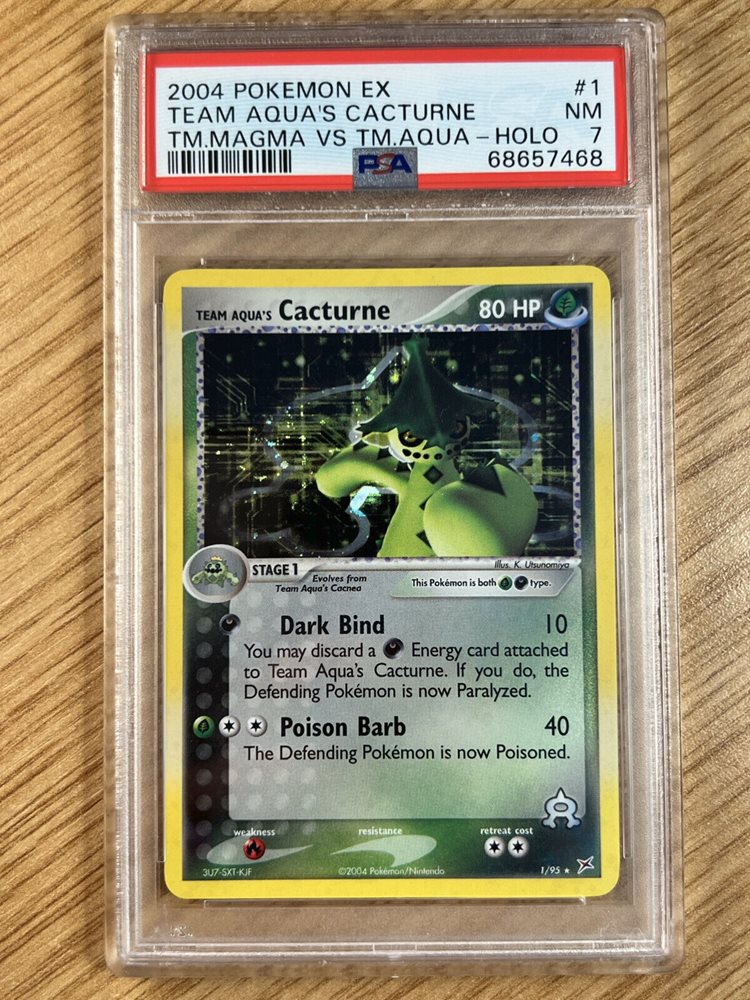 2004 POKEMON EX #1
TEAM AQUA'S CACTURNE NM
TM.MAGMA VS TM.AQUA-HOLO 7
PSA 68657468
TEAM AQUA'S Cacturne 80 HP
Illus. K. Utsunomiya
STAGE 1 Evolves from
Team Aqua's Cacnea
This Pokémon is both type.
Dark Bind 10
You may discard a Energy card attached
to Team Aqua's Cacturne. If you do, the
Defending Pokémon is now Paralyzed.
Poison Barb 40
The Defending Pokémon is now Poisoned.
weakness resistance retreat cost
3U7-5XT-KJF ©2004 Pokémon/Nintendo 1/95 ★